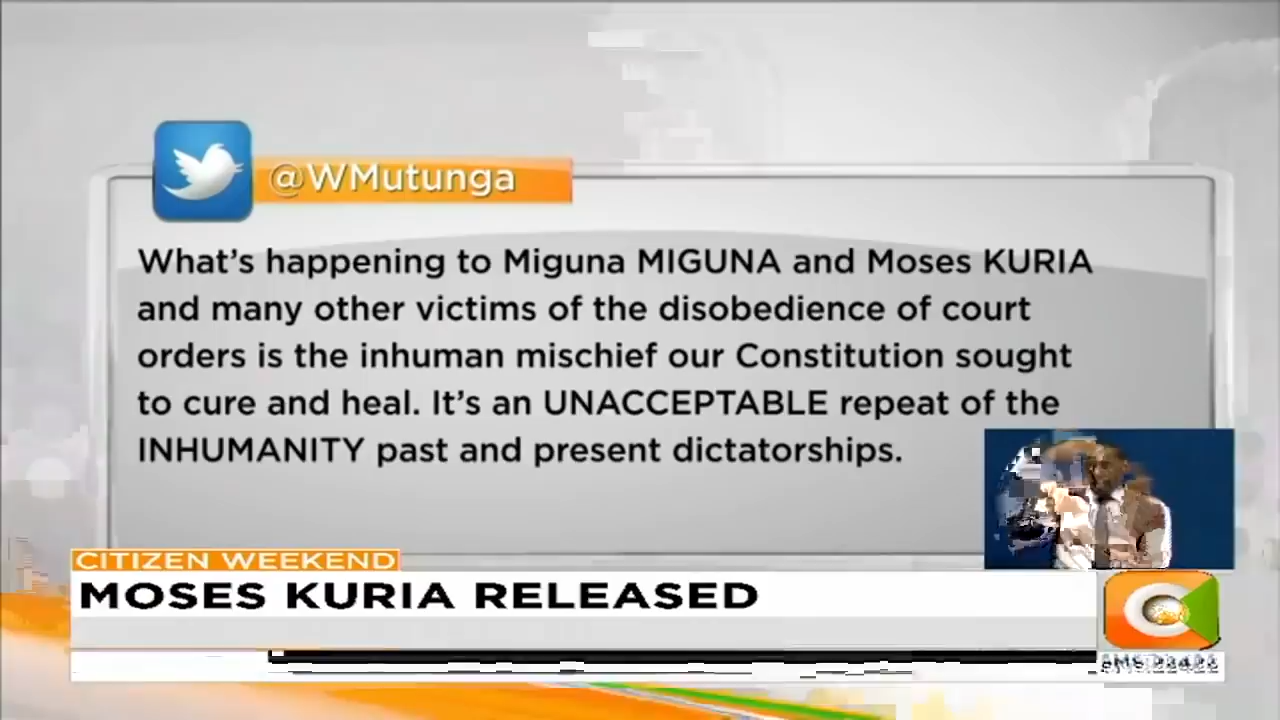 @WMutunga
What's happening to Miguna MIGUNA and Moses KURIA
and many other victims of the disobedience of court
orders is the inhuman mischief our Constitution sought
to cure and heal. It's an UNACCEPTABLE repeat of the
INHUMANITY past and present dictatorships.
CITIZEN WEEKEND
MOSES KURIA RELEASED